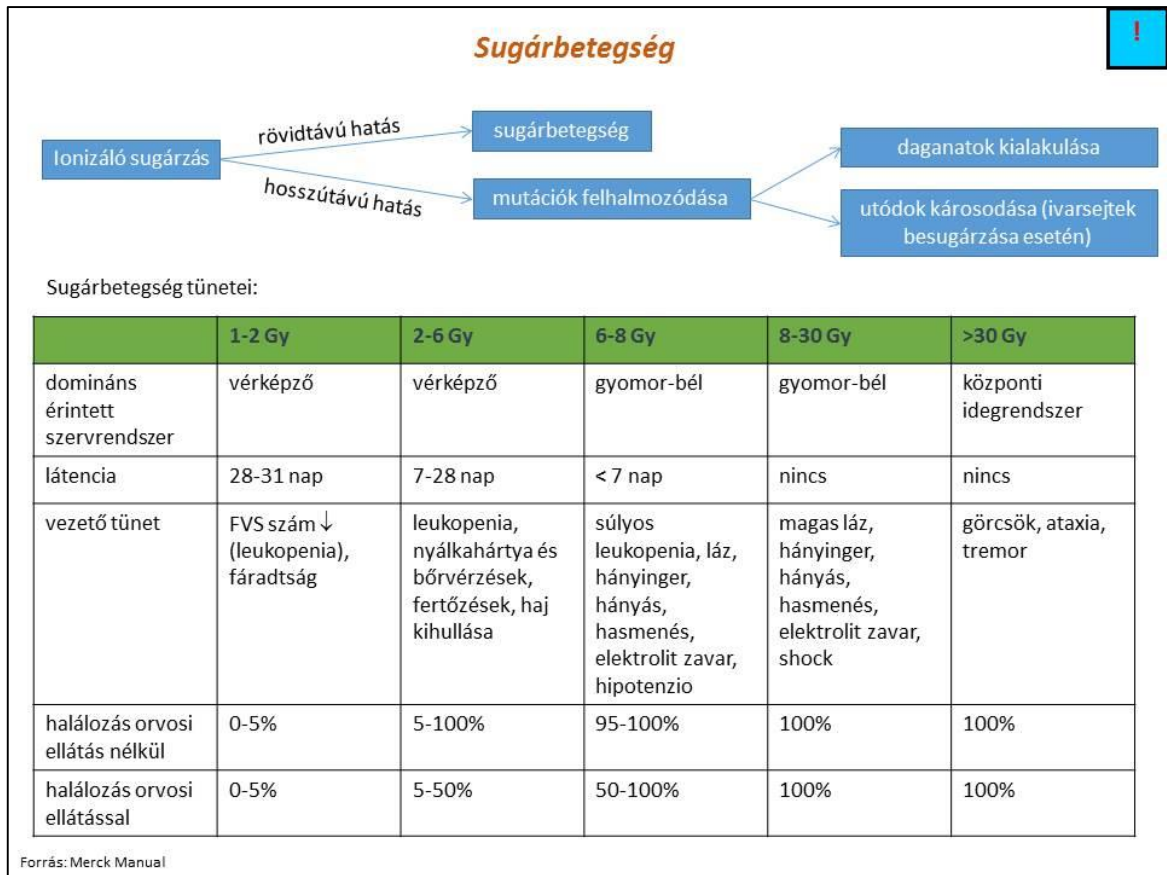 Sugárbetegség
!
Ionizáló sugárzás
rövidtávú hatás
hosszútávú hatás
sugárbetegség
mutációk felhalmozódása
daganatok kialakulása
utódok károsodása (ivarsejtek
besugárzása esetén)
Sugárbetegség tünetei:
1-2 Gy 2-6 Gy 6-8 Gy 8-30 Gy >30 Gy
domináns
érintett
szervrendszer
vérképző
vérképző
gyomor-bél
gyomor-bél
központi
idegrendszer
látencia 28-31 nap 7-28 nap < 7 nap nincs nincs
vezető tünet
FVS szám ↓
(leukopenia),
fáradtság
leukopenia,
nyálkahártya és
bőrvérzések,
fertőzések, haj
kihullása
súlyos
leukopenia, láz,
hányinger,
hányás,
hasmenés,
elektrolit zavar,
hipotenzio
magas láz,
hányinger,
hányás,
hasmenés,
elektrolit zavar,
shock
görcsök, ataxia,
tremor
halálozás orvosi
ellátás nélkül
0-5%
5-100%
95-100%
100%
100%
halálozás orvosi
ellátással
0-5%
5-50%
50-100%
100%
100%
Forrás: Merck Manual